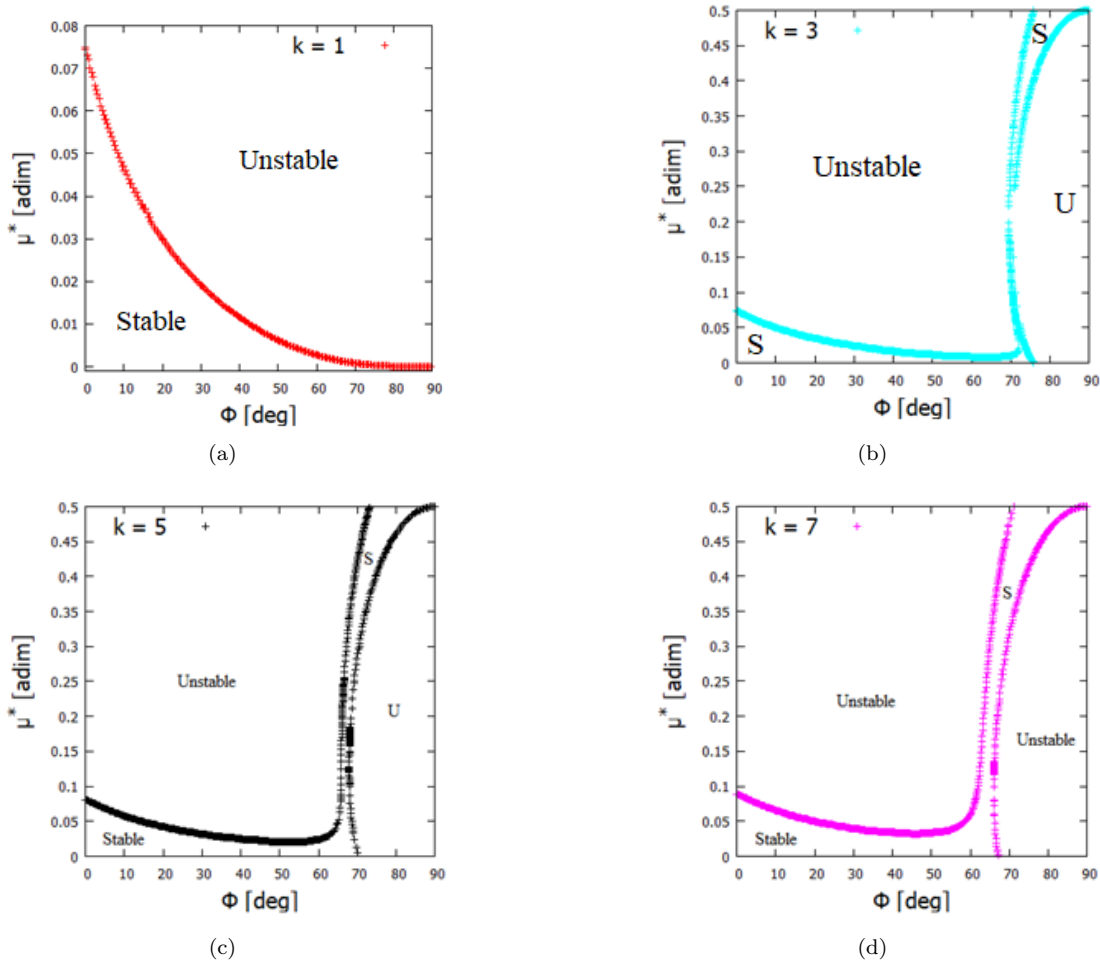 k = 1
0.08
0.07
0.06
0.05
0.04
0.03
0.02
0.01
0
μ* [adim]
Unstable
Stable
0 10 20 30 40 50 60 70 80 90
Φ [deg]
(a)
k = 3
0.5
0.45
0.4
0.35
0.3
0.25
0.2
0.15
0.1
0.05
0
μ* [adim]
S
Unstable
U
S
0 10 20 30 40 50 60 70 80 90
Φ [deg]
(b)
k = 5
0.5
0.45
0.4
0.35
0.3
0.25
0.2
0.15
0.1
0.05
0
μ* [adim]
S
Unstable
U
Stable
0 10 20 30 40 50 60 70 80 90
Φ [deg]
(c)
k = 7
0.5
0.45
0.4
0.35
0.3
0.25
0.2
0.15
0.1
0.05
0
μ* [adim]
S
Unstable
Unstable
Stable
0 10 20 30 40 50 60 70 80 90
Φ [deg]
(d)